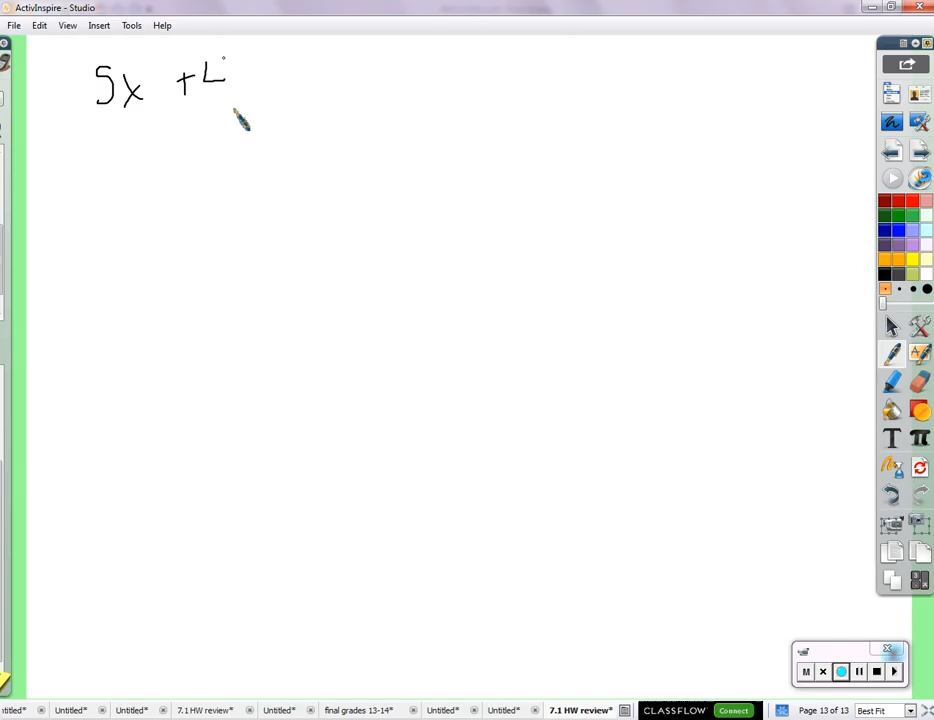 ActivInspire - Studio
File Edit View Insert Tools Help
5x +
M
titled* Untitled* Untitled* 7.1 HW review* Untitled* final grades 13-14* Untitled* Untitled* 7.1 HW review* CLASSFLOW Connect Page 13 of 13 Best Fit